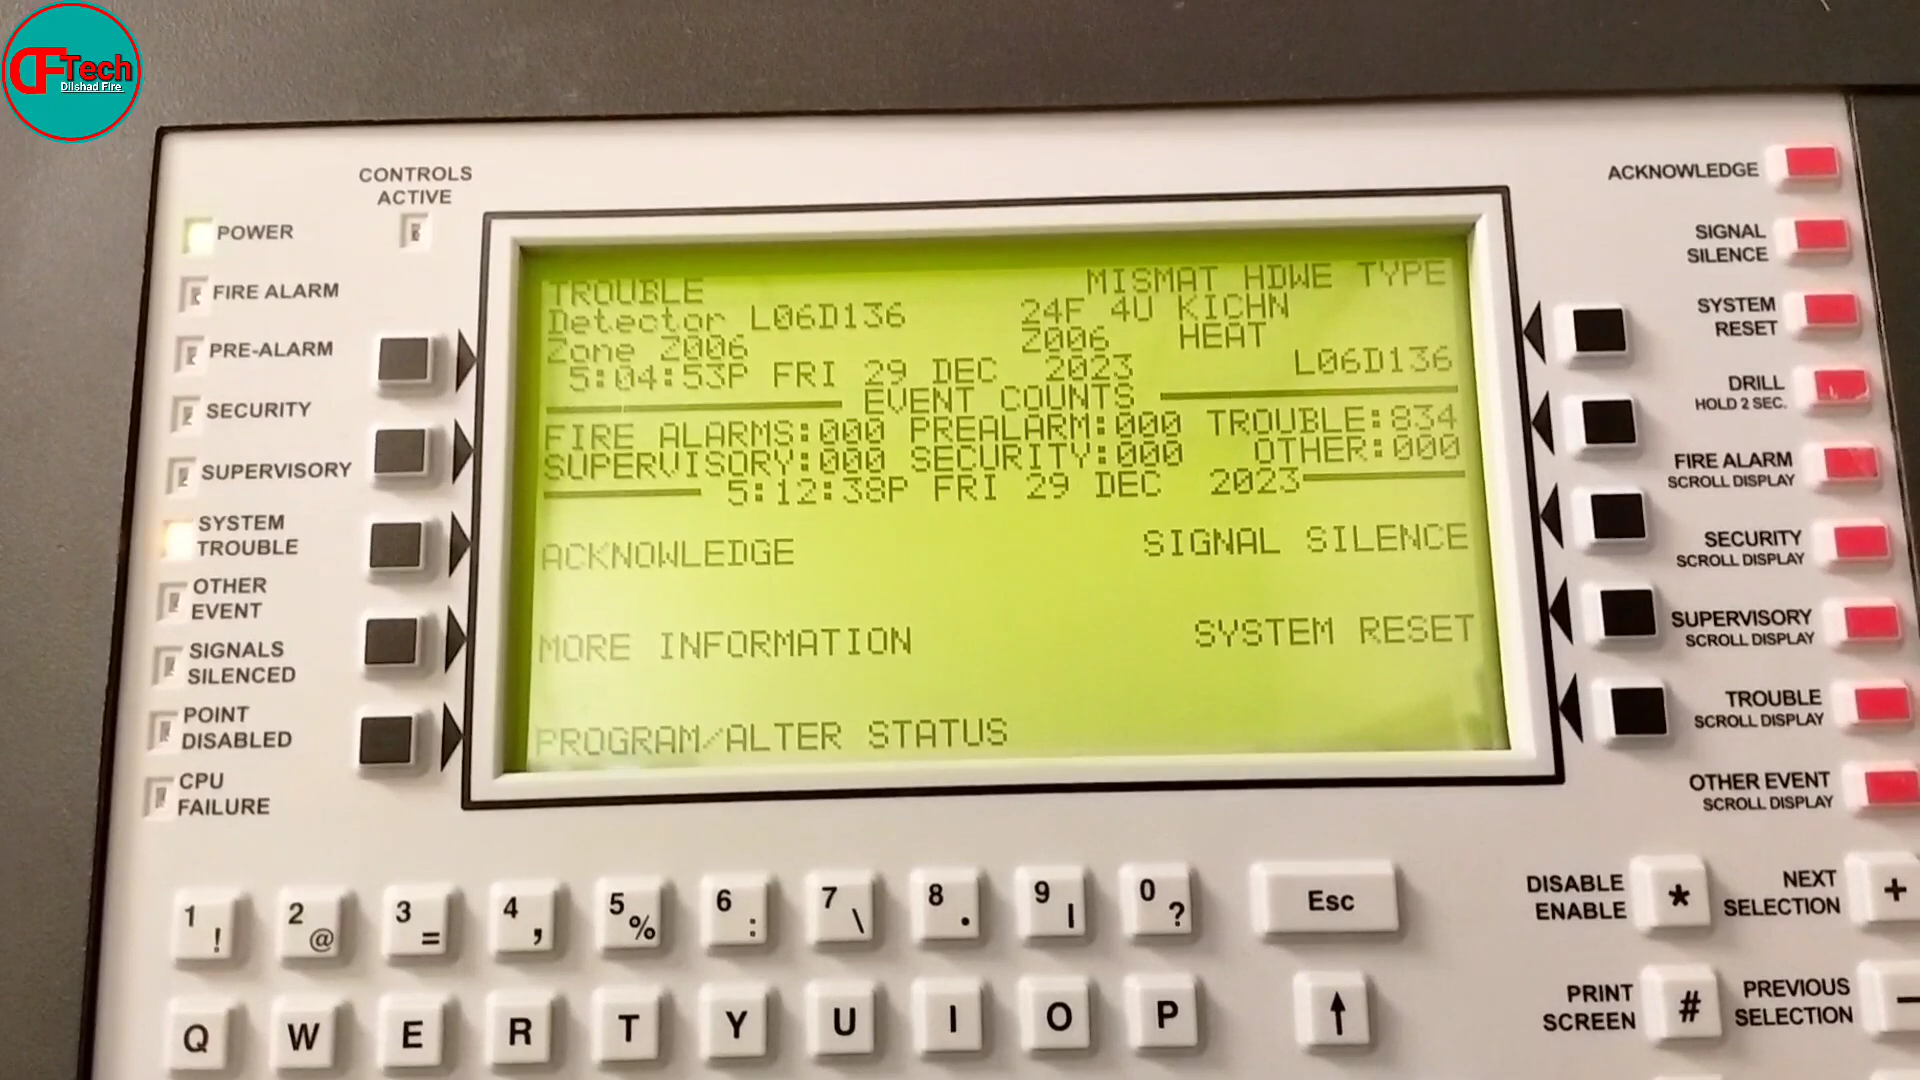 DFTech
Dilshad Fire
CONTROLS
ACTIVE
POWER
FIRE ALARM
PRE-ALARM
SECURITY
SUPERVISORY
SYSTEM
TROUBLE
OTHER
EVENT
SIGNALS
SILENCED
POINT
DISABLED
CPU
FAILURE
TROUBLE MISMAT HDWE TYPE
Detector L06D136 24F 4U KICHN
Zone Z006 Z006 HEAT
5:04:53P FRI 29 DEC 2023 L06D136
EVENT COUNTS
FIRE ALARMS:000 PREALARM:000 TROUBLE:834
SUPERVISORY:000 SECURITY:000 OTHER:000
5:12:38P FRI 29 DEC 2023
ACKNOWLEDGE SIGNAL SILENCE
MORE INFORMATION SYSTEM RESET
PROGRAM/ALTER STATUS
ACKNOWLEDGE
SIGNAL
SILENCE
SYSTEM
RESET
DRILL
HOLD 2 SEC.
FIRE ALARM
SCROLL DISPLAY
SECURITY
SCROLL DISPLAY
SUPERVISORY
SCROLL DISPLAY
TROUBLE
SCROLL DISPLAY
OTHER EVENT
SCROLL DISPLAY
1 ! 2 @ 3 = 4 , 5 % 6 : 7 \ 8 . 9 | 0 ? Esc
DISABLE
ENABLE
*
NEXT
SELECTION
+
Q W E R T Y U I O P ↑
PRINT
SCREEN
#
PREVIOUS
SELECTION
-